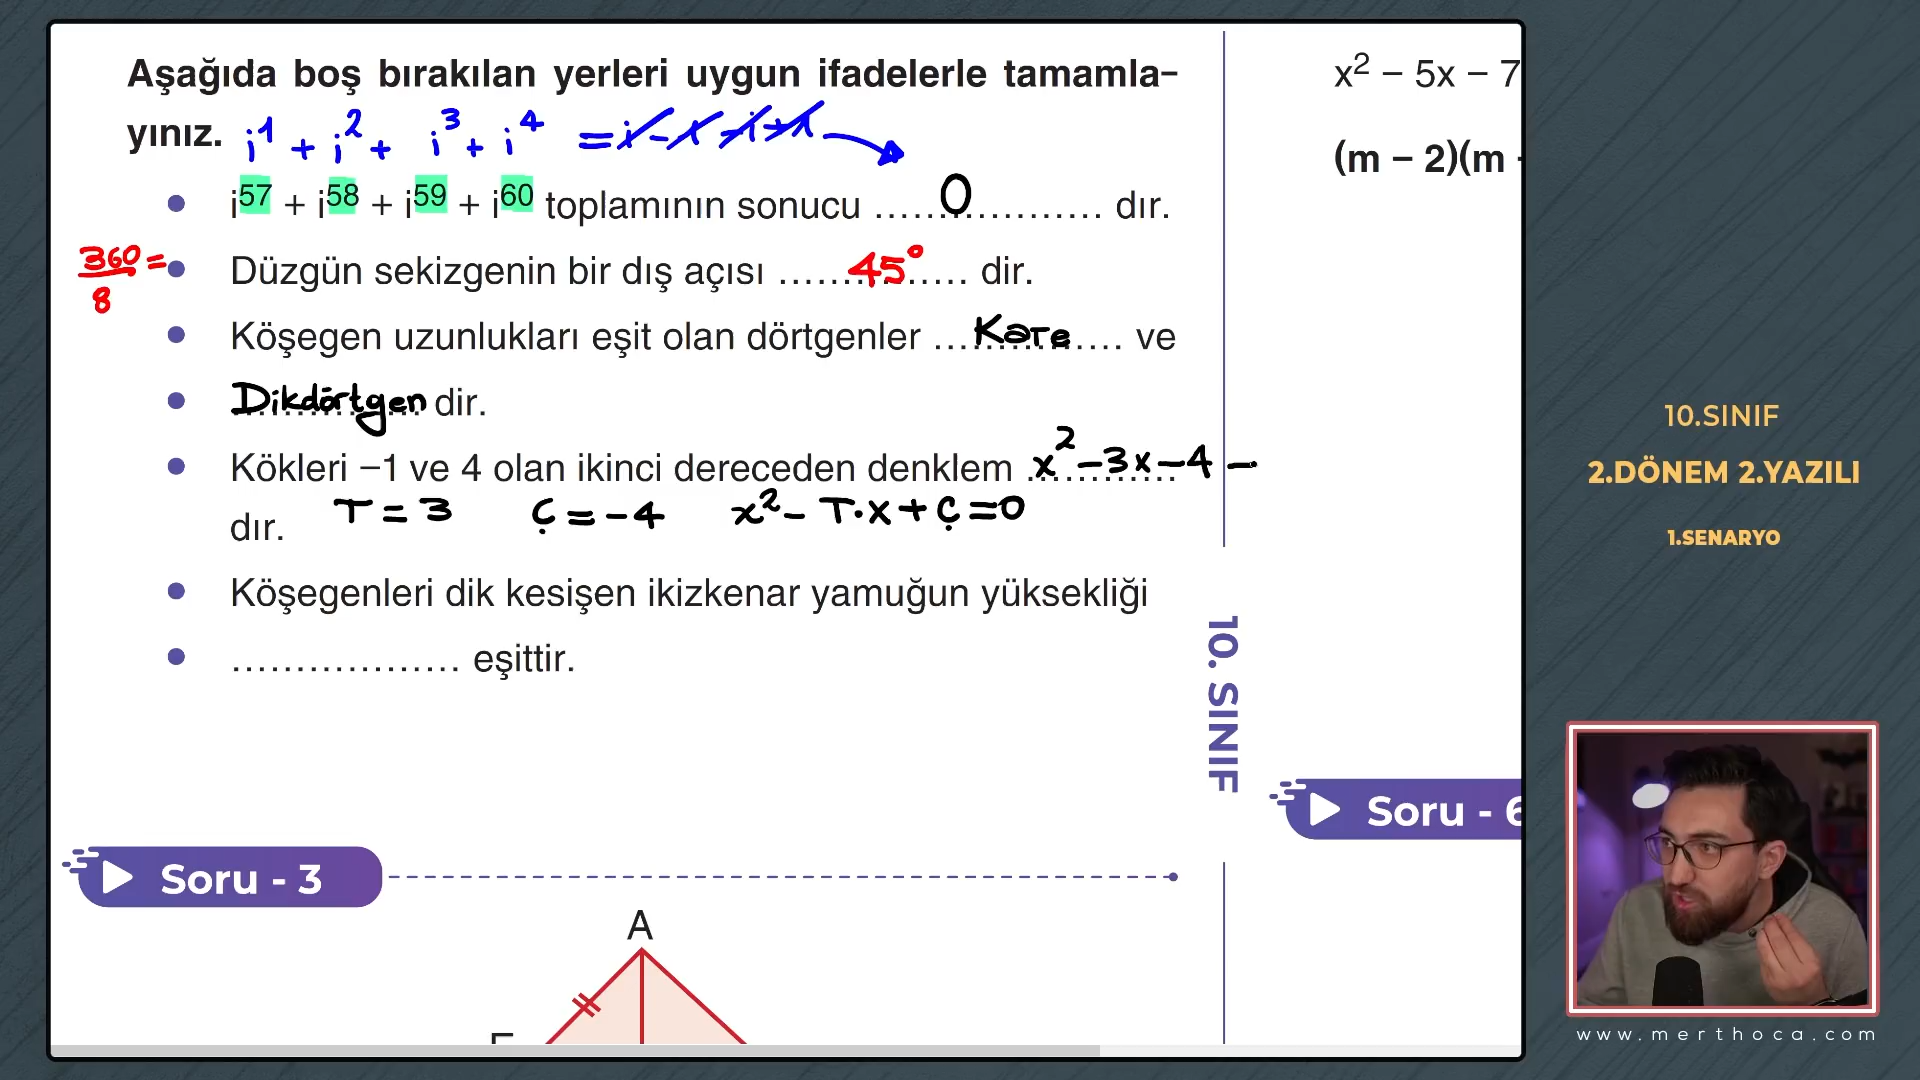 Aşağıda boş bırakılan yerleri uygun ifadelerle tamamla-
yınız. i¹ + i² + i³ + i⁴ = i - 1 - i + 1
• i⁵⁷ + i⁵⁸ + i⁵⁹ + i⁶⁰ toplamının sonucu ……0………… dır.
360/8 = • Düzgün sekizgenin bir dış açısı ……45°…… dir.
• Köşegen uzunlukları eşit olan dörtgenler ……Kare…… ve
• Dikdörtgen dir.
• Kökleri –1 ve 4 olan ikinci dereceden denklem x² - 3x - 4 -
T = 3 Ç = -4 x² - T·x + Ç = 0
dır.
• Köşegenleri dik kesişen ikizkenar yamuğun yüksekliği
• ……………… eşittir.
Soru - 3
A
x² – 5x – 7
(m – 2)(m
10. SINIF
Soru - 6
10.SINIF
2.DÖNEM 2.YAZILI
1.SENARYO
www.merthoca.com